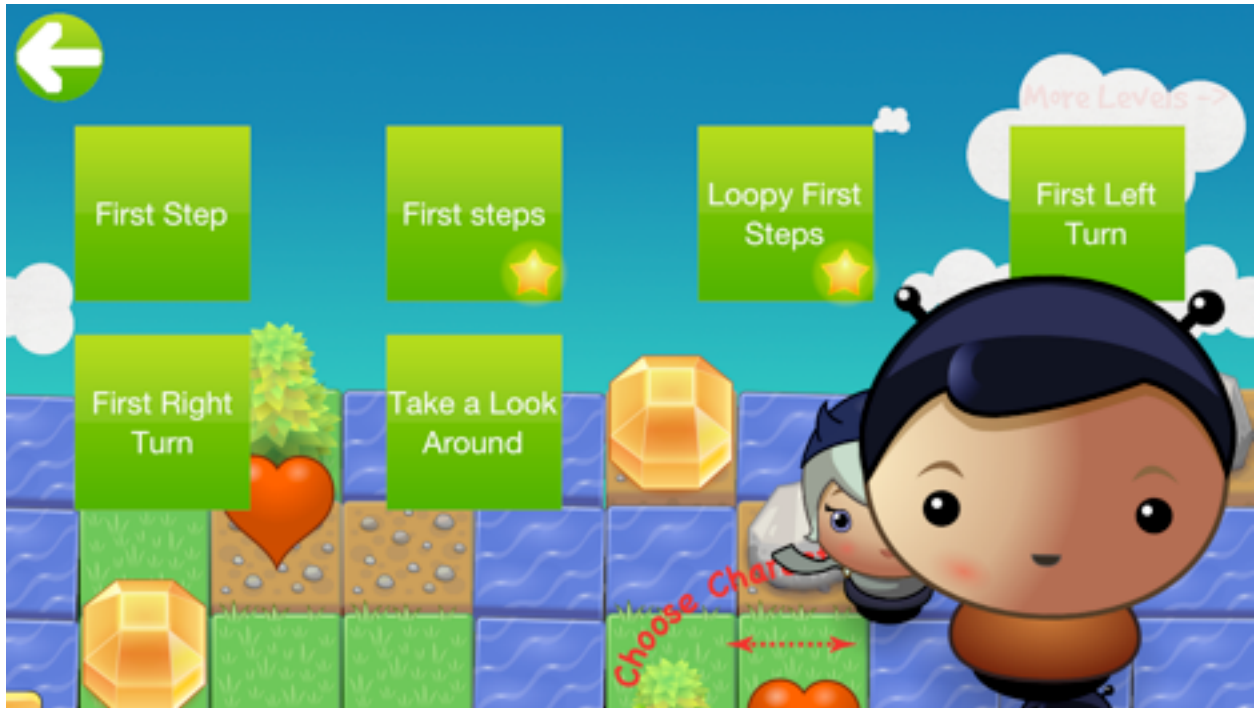 More Levels ->
First Step
First steps
Loopy First
Steps
First Left
Turn
First Right
Turn
Take a Look
Around
Choose